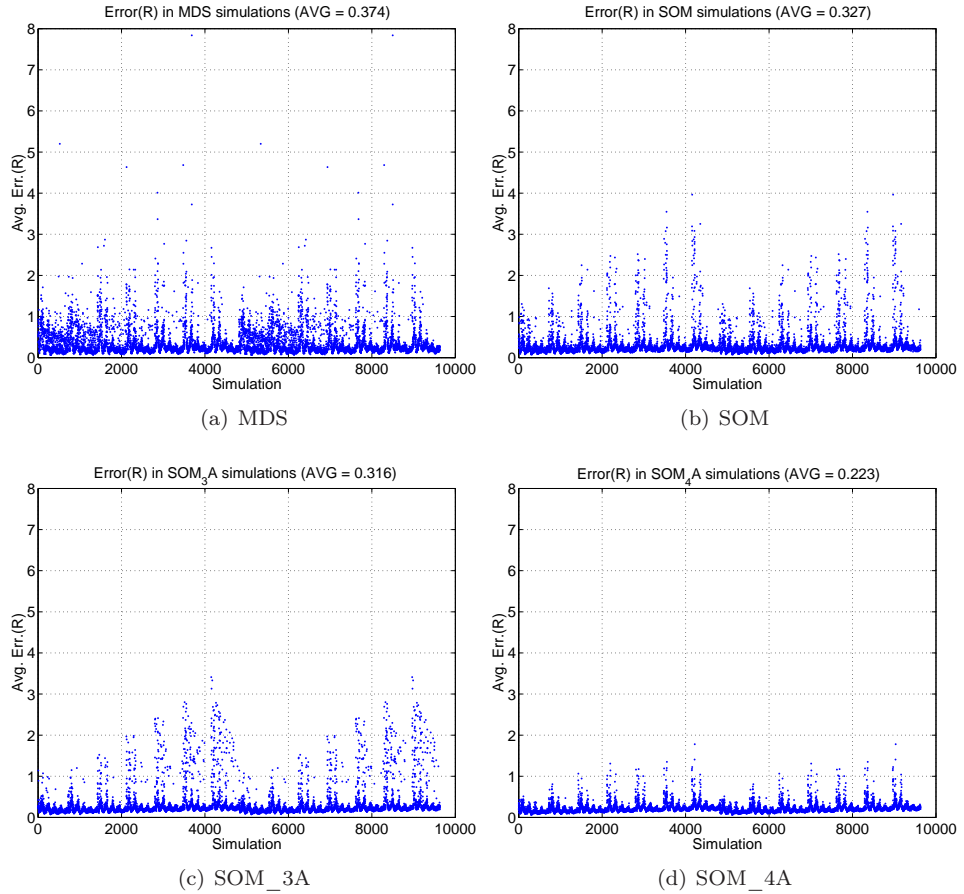 Error(R) in MDS simulations (AVG = 0.374)
8
7
6
5
4
3
2
1
0
Avg. Err.(R)
0 2000 4000 6000 8000 10000
Simulation
(a) MDS
Error(R) in SOM simulations (AVG = 0.327)
8
7
6
5
4
3
2
1
0
Avg. Err.(R)
0 2000 4000 6000 8000 10000
Simulation
(b) SOM
Error(R) in SOM₃A simulations (AVG = 0.316)
8
7
6
5
4
3
2
1
0
Avg. Err.(R)
0 2000 4000 6000 8000 10000
Simulation
(c) SOM_3A
Error(R) in SOM₄A simulations (AVG = 0.223)
8
7
6
5
4
3
2
1
0
Avg. Err.(R)
0 2000 4000 6000 8000 10000
Simulation
(d) SOM_4A